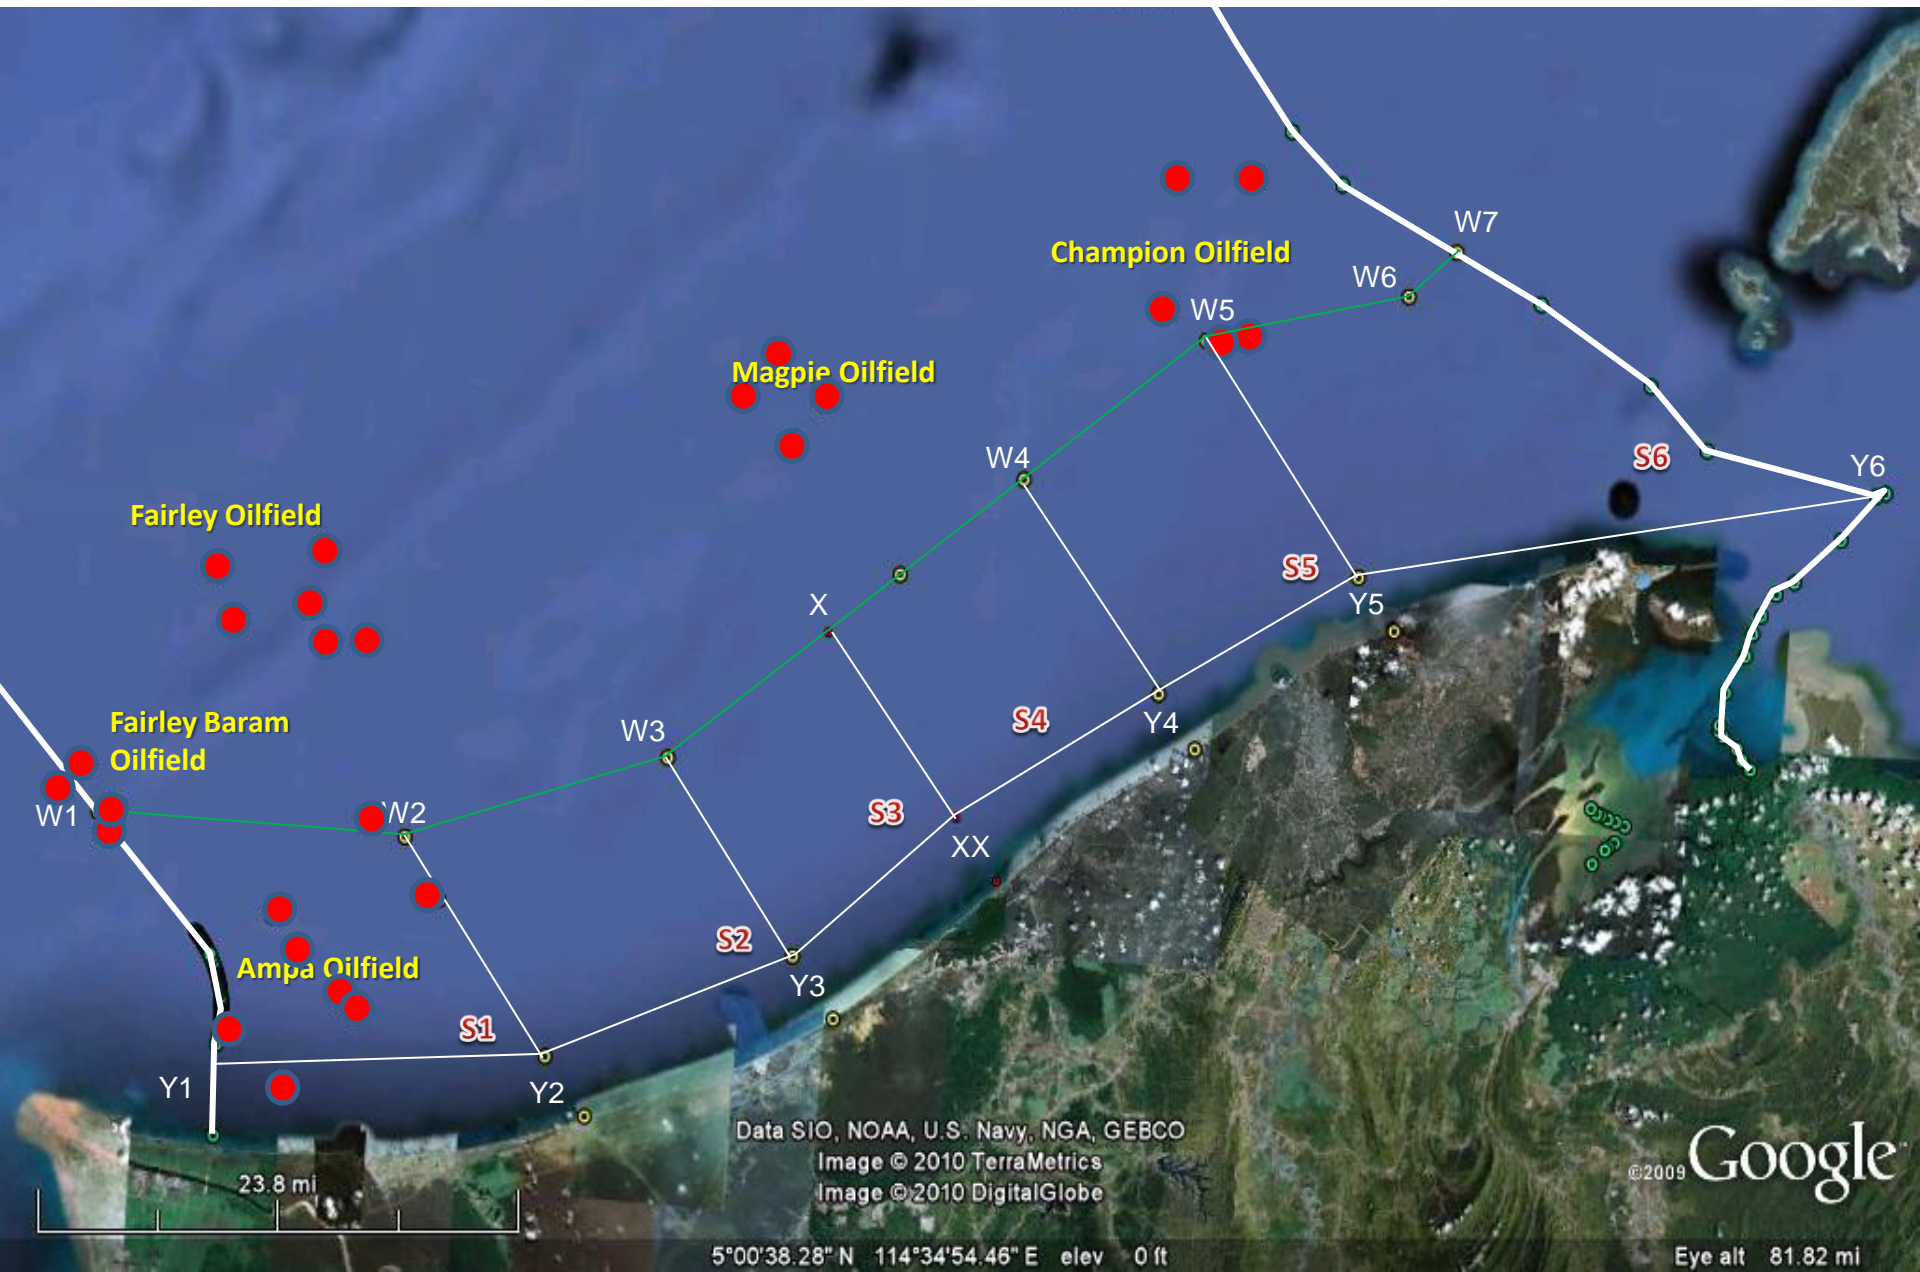 W7
Champion Oilfield
W6
W5
Magpie Oilfield
W4
S6
Y6
Fairley Oilfield
S5
Y5
X
Fairley Baram
Oilfield
W3
S4
Y4
W1
W2
S3
XX
S2
Ampa Oilfield
Y3
S1
Y1
Y2
Data SIO, NOAA, U.S. Navy, NGA, GEBCO
Image © 2010 TerraMetrics
Image © 2010 DigitalGlobe
©2009 Google™
23.8 mi
5°00'38.28" N 114°34'54.46" E elev 0 ft
Eye alt 81.82 mi